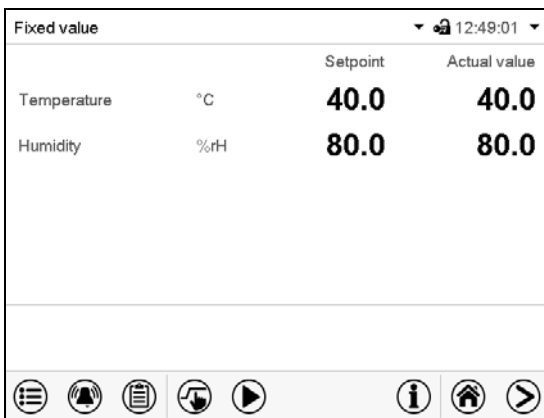 Fixed value 12:49:01
Setpoint Actual value
Temperature °C 40.0 40.0
Humidity %rH 80.0 80.0